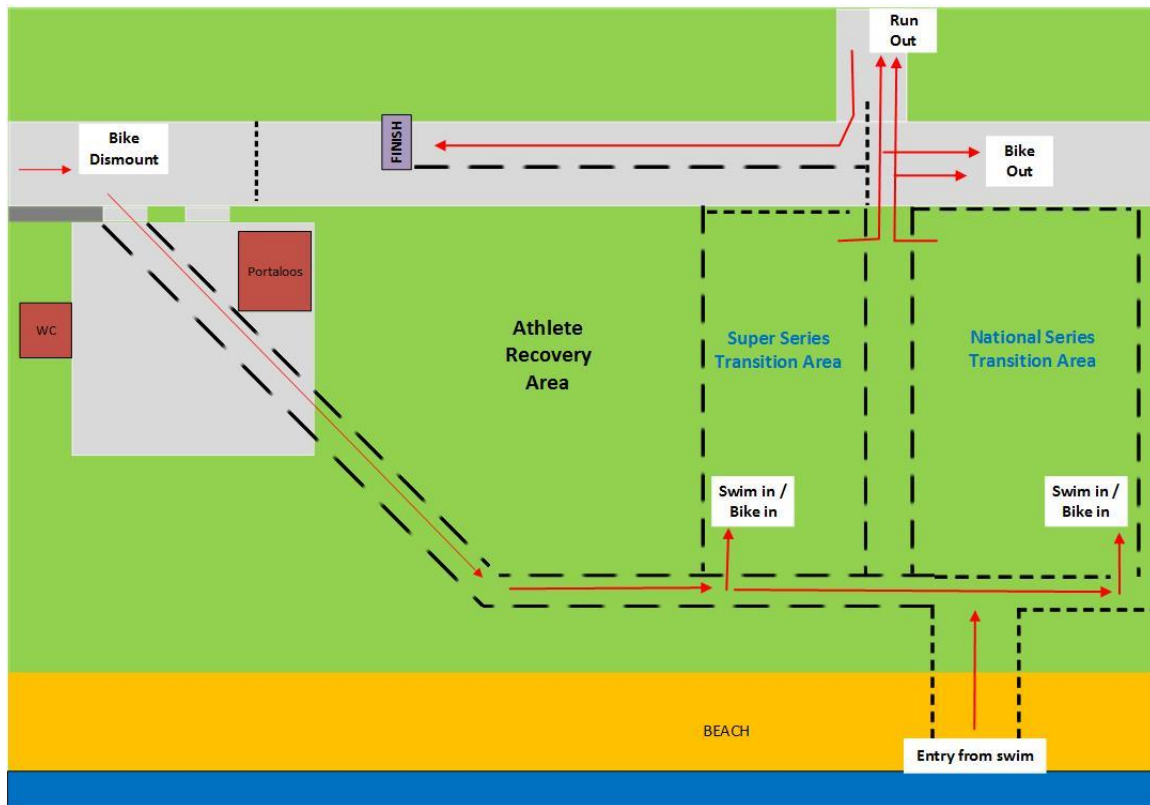 Run
Out
Bike
Dismount
FINISH
Bike
Out
Portaloos
WC
Athlete
Recovery
Area
Super Series
Transition Area
National Series
Transition Area
Swim in /
Bike in
Swim in /
Bike in
BEACH
Entry from swim